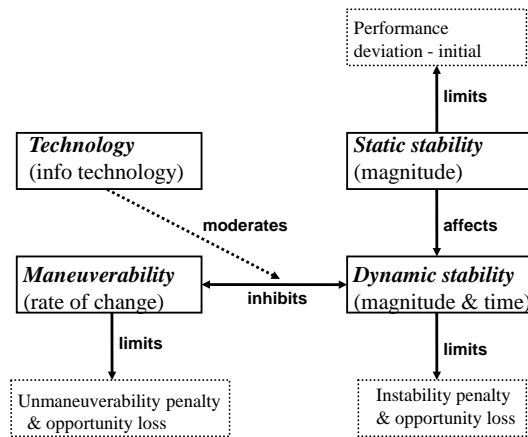 Performance
deviation - initial
limits
Technology
(info technology)
Static stability
(magnitude)
moderates
affects
Maneuverability
(rate of change)
inhibits
Dynamic stability
(magnitude & time)
limits
limits
Unmaneuverability penalty
& opportunity loss
Instability penalty
& opportunity loss